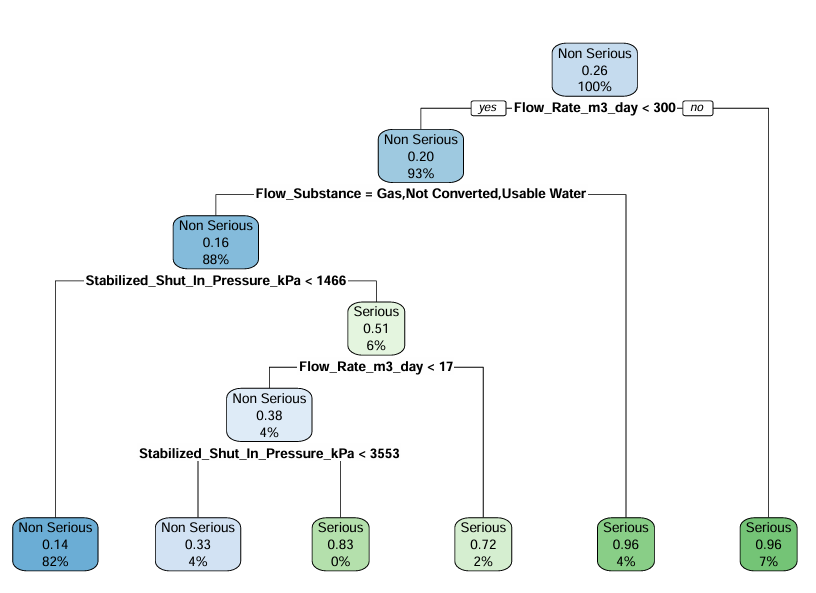 Non Serious
0.26
100%
yes Flow_Rate_m3_day < 300 no
Non Serious
0.20
93%
Flow_Substance = Gas,Not Converted,Usable Water
Non Serious
0.16
88%
Stabilized_Shut_In_Pressure_kPa < 1466
Serious
0.51
6%
Flow_Rate_m3_day < 17
Non Serious
0.38
4%
Stabilized_Shut_In_Pressure_kPa < 3553
Non Serious
0.14
82%
Non Serious
0.33
4%
Serious
0.83
0%
Serious
0.72
2%
Serious
0.96
4%
Serious
0.96
7%